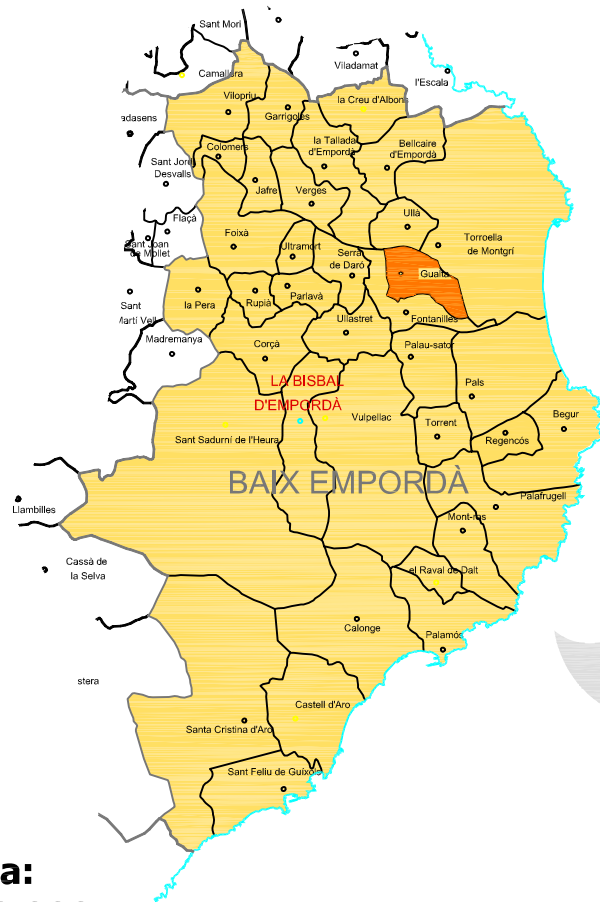 Sant Mori
Viladamat
Camallera
l'Escala
Vilopriu
la Creu d'Albons
Garrigoles
adasens
Colomers
la Tallada
d'Empordà
Bellcaire
d'Empordà
Sant Jordi
Desvalls
Jafre
Verges
Flaçà
Ullà
Foixà
Torroella
de Montgrí
Sant Joan
de Mollet
Ultramort
Serra
de Daró
Gualta
la Pera
Rupià
Parlavà
Sant
Martí Vell
Ullastret
Fontanilles
Madremanya
Corçà
Palau-sator
LA BISBAL
D'EMPORDÀ
Pals
Vulpellac
Torrent
Begur
Sant Sadurní de l'Heura
Regencós
BAIX EMPORDÀ
Palafrugell
Llambilles
Mont-ras
Cassà de
la Selva
el Raval de Dalt
Calonge
Palamós
stera
Castell d'Aro
Santa Cristina d'Aro
Sant Feliu de Guíxols
a: